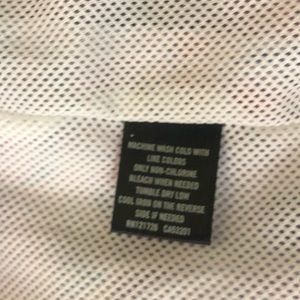 MACHINE WASH COLD WITH
LIKE COLORS
ONLY NON-CHLORINE
BLEACH WHEN NEEDED
TUMBLE DRY LOW
COOL IRON ON THE REVERSE
SIDE IF NEEDED